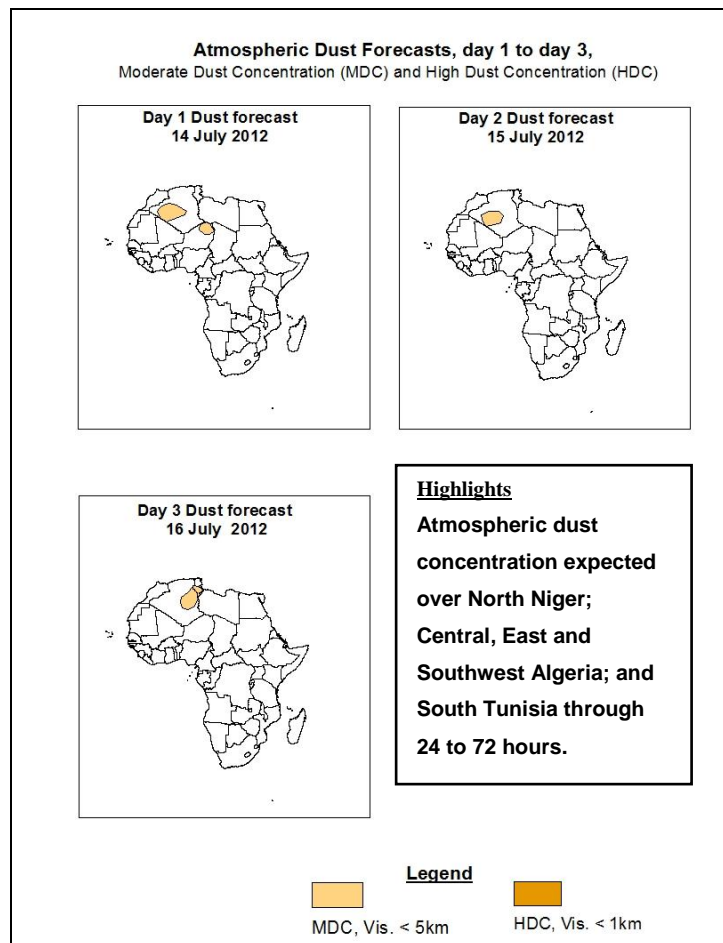 Atmospheric Dust Forecasts, day 1 to day 3,
Moderate Dust Concentration (MDC) and High Dust Concentration (HDC)
Day 1 Dust forecast
14 July 2012
Day 2 Dust forecast
15 July 2012
Day 3 Dust forecast
16 July 2012
Highlights
Atmospheric dust
concentration expected
over North Niger;
Central, East and
Southwest Algeria; and
South Tunisia through
24 to 72 hours.
Legend
MDC, Vis. < 5km
HDC, Vis. < 1km